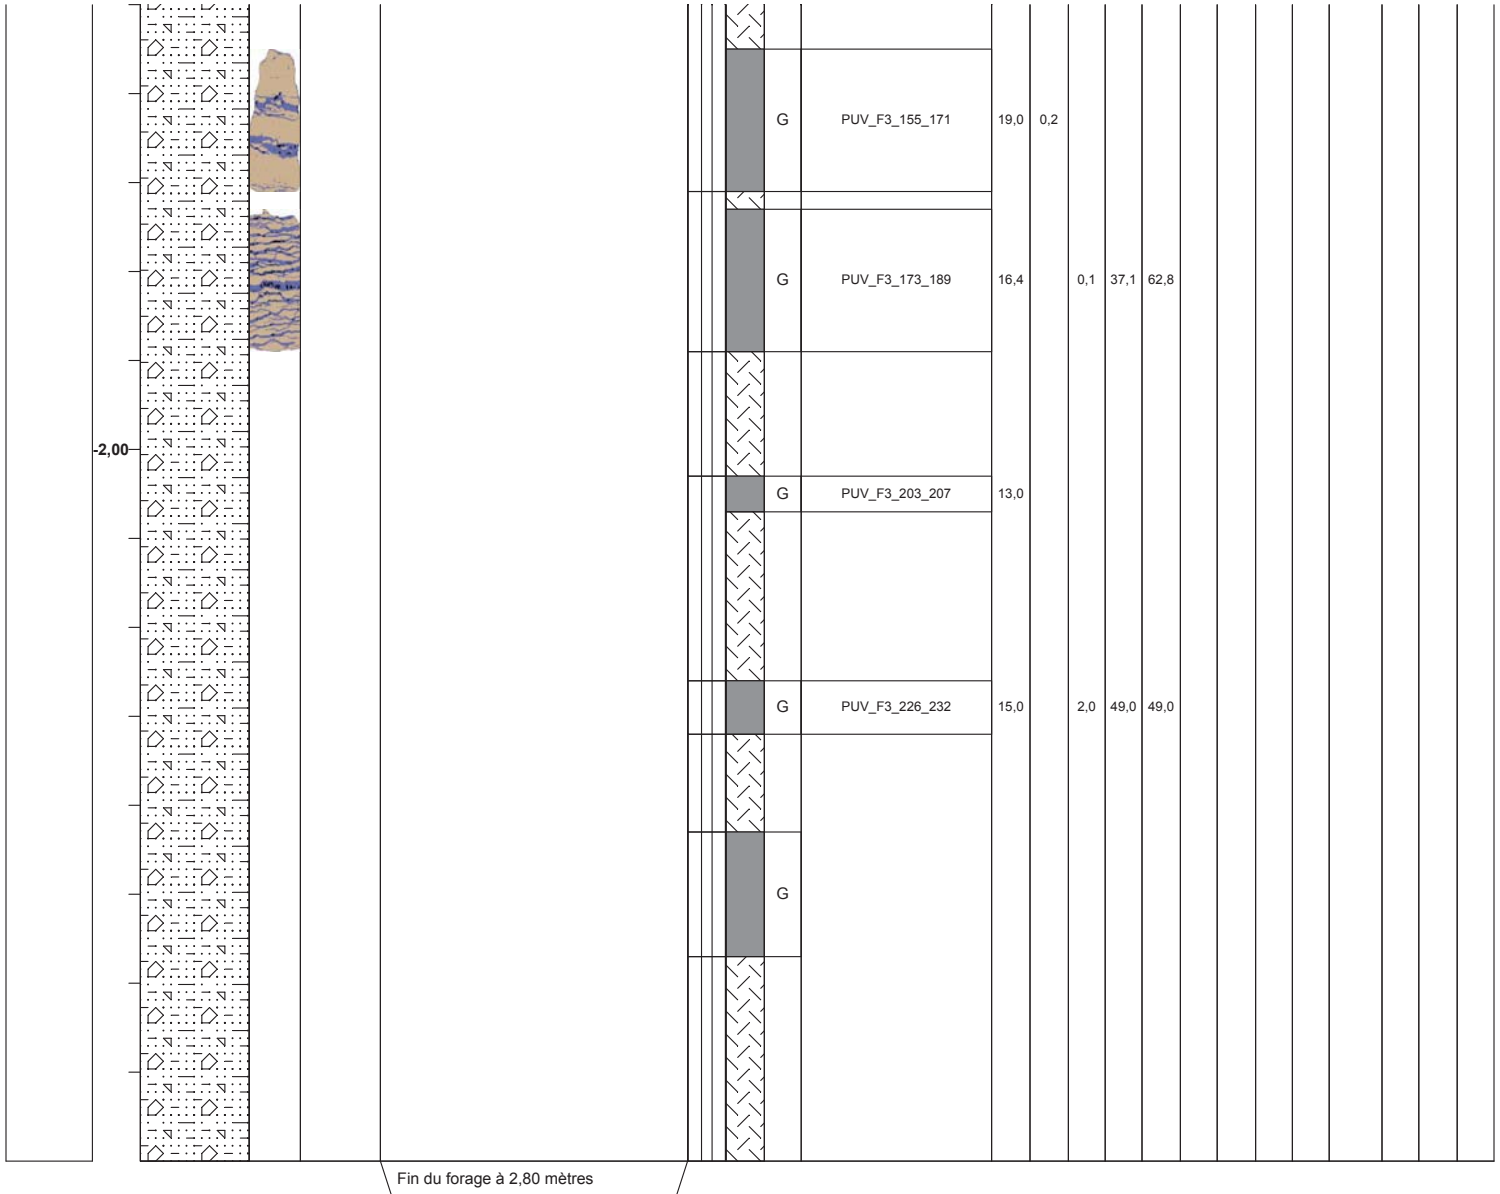 G PUV_F3_155_171 19,0 0,2
G PUV_F3_173_189 16,4 0,1 37,1 62,8
-2,00
G PUV_F3_203_207 13,0
G PUV_F3_226_232 15,0 2,0 49,0 49,0
G
Fin du forage à 2,80 mètres